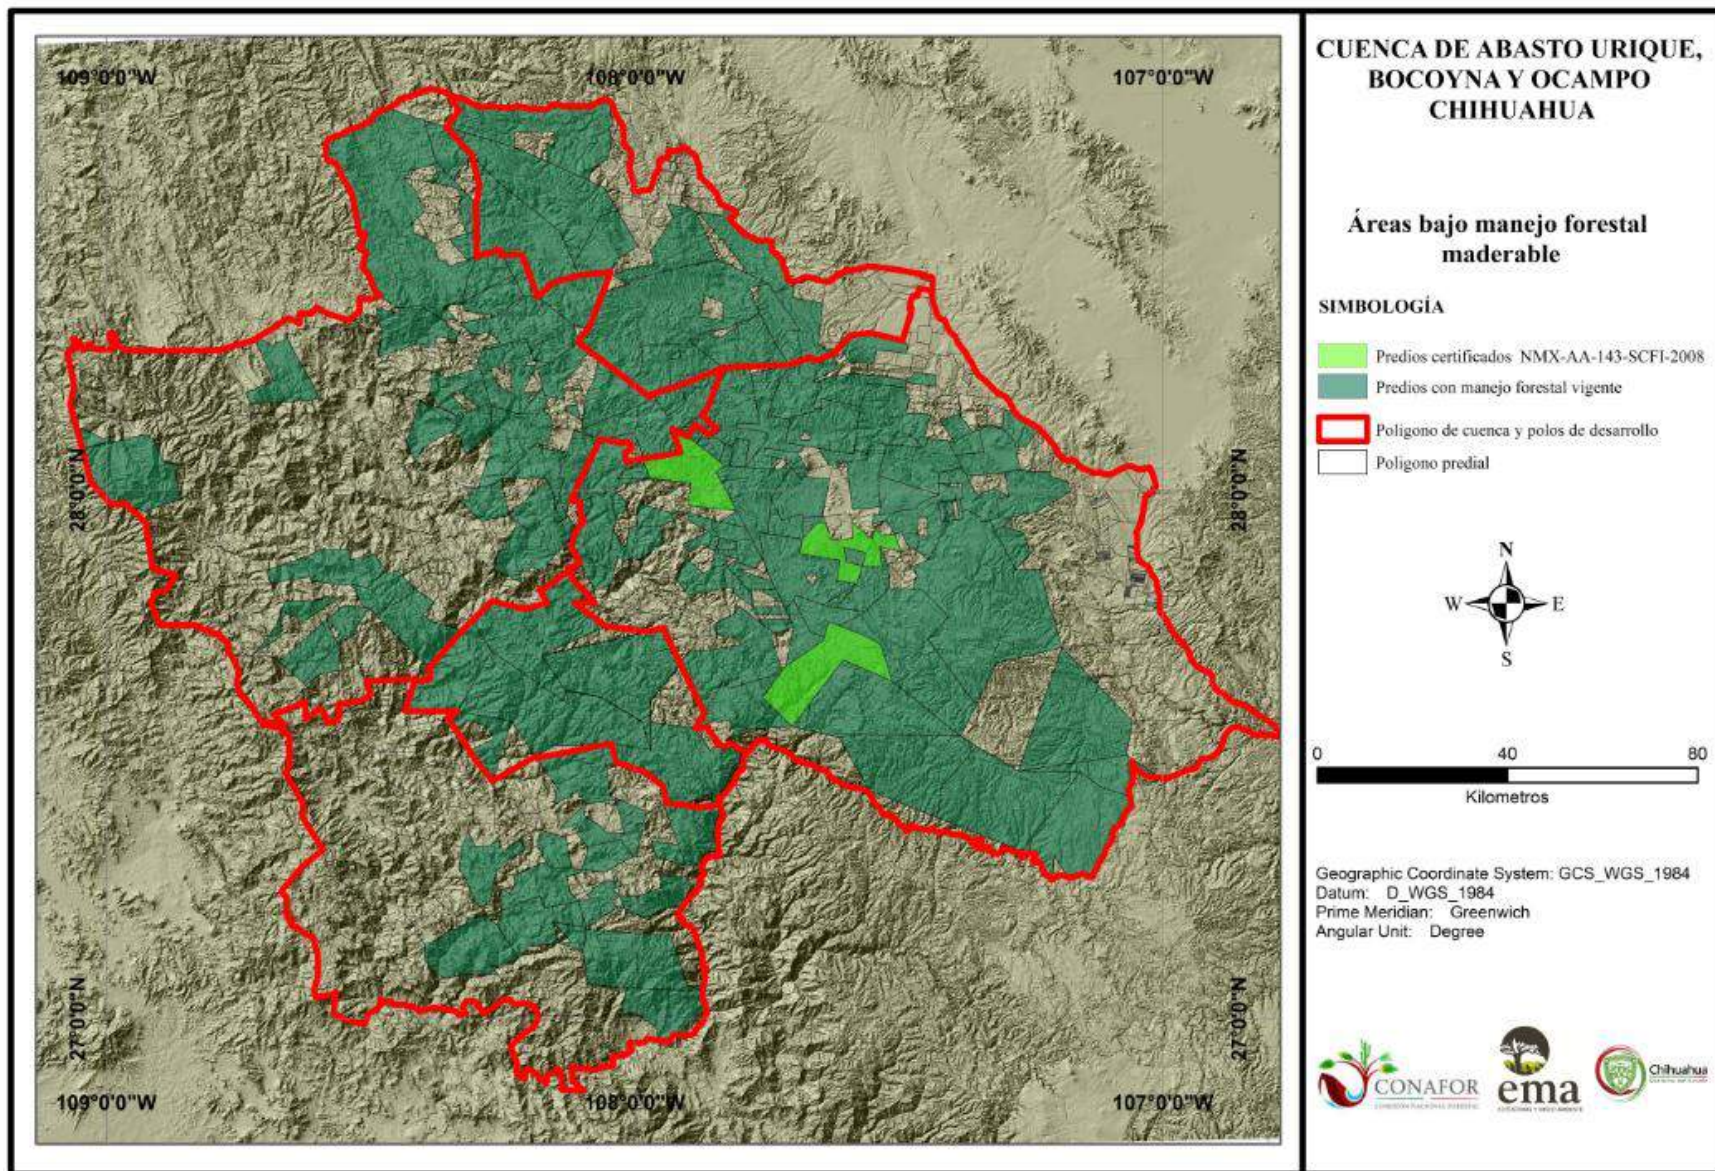 109°0'0"W
108°0'0"W
107°0'0"W
28°0'0"N
28°0'0"N
27°0'0"N
27°0'0"N
109°0'0"W
108°0'0"W
107°0'0"W
CUENCA DE ABASTO URIQUE,
BOCOYNA Y OCAMPO
CHIHUAHUA
Áreas bajo manejo forestal
maderable
SIMBOLOGÍA
Predios certificados NMX-AA-143-SCFI-2008
Predios con manejo forestal vigente
Poligono de cuenca y polos de desarrollo
Poligono predial
N
W E
S
0 40 80
Kilometros
Geographic Coordinate System: GCS_WGS_1984
Datum: D_WGS_1984
Prime Meridian: Greenwich
Angular Unit: Degree
CONAFOR
COMISIÓN NACIONAL FORESTAL
ema
Chihuahua